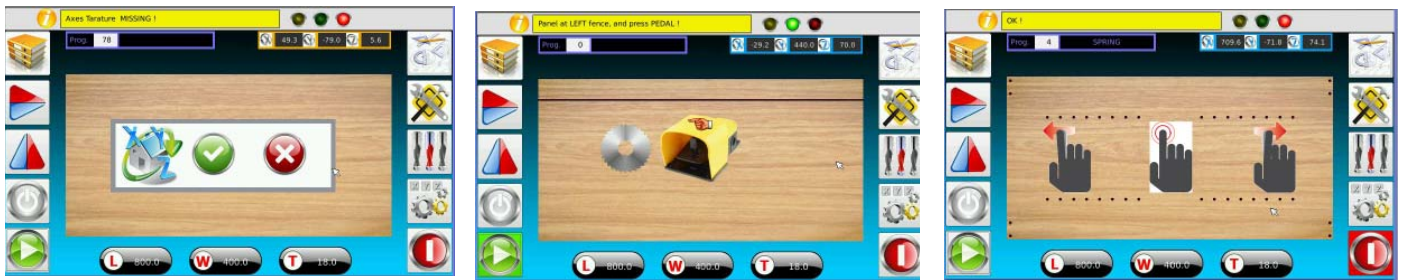 Axes Terature MISSING !
Prog: 78
X 49.3 Y -79.0 Z 5.6
L 800.0 W 400.0 T 18.0
Panel at LEFT fence, and press PEDAL !
Prog: 0
X -29.2 Y 440.0 Z 70.0
X Y Z
L 800.0 W 400.0 T 18.0
OK !
Prog: 4 SPRING
X 709.6 Y -71.8 Z 74.1
X Y Z
L 800.0 W 400.0 T 18.0